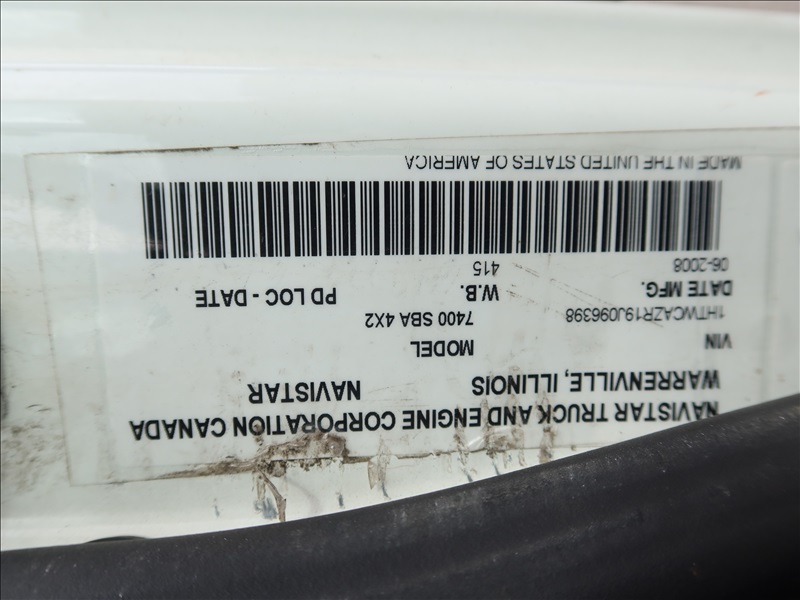 NAVISTAR TRUCK AND ENGINE CORPORATION CANADA
WARRENVILLE, ILLINOIS NAVISTAR
VIN MODEL
1HTWCAZR19J096398 7400 SBA 4X2
DATE MFG. W.B. PD LOC - DATE
06-2008 415
MADE IN THE UNITED STATES OF AMERICA